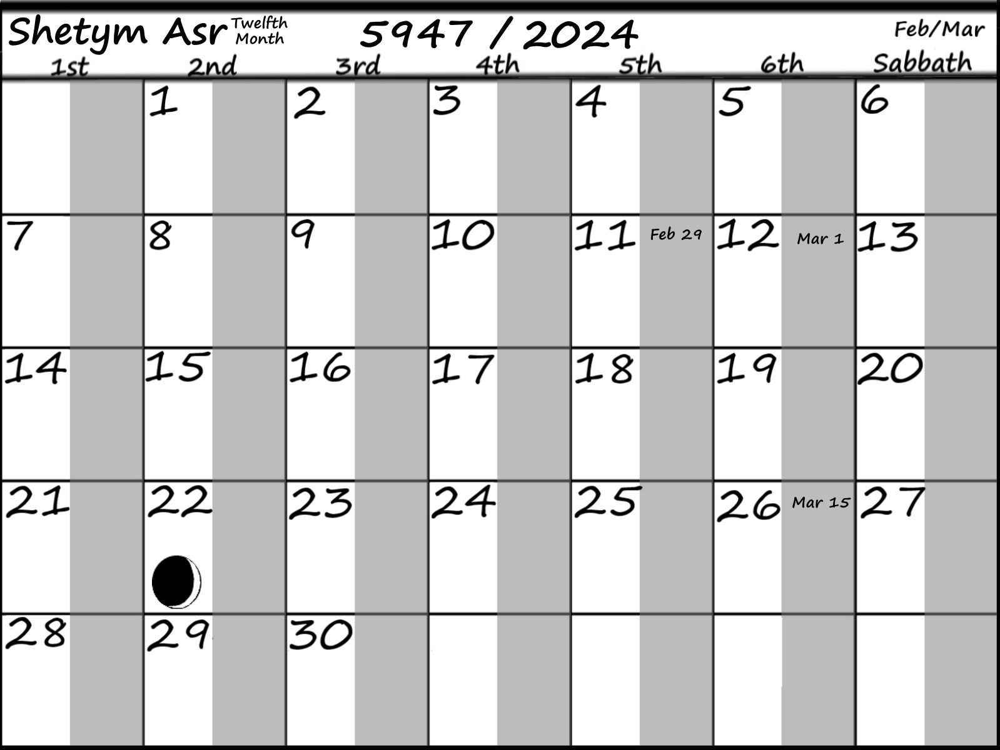 Shetym Asr Twelfth Month 5947 / 2024 Feb/Mar
1st 2nd 3rd 4th 5th 6th Sabbath
1 2 3 4 5 6
7 8 9 10 11 Feb 29 12 Mar 1 13
14 15 16 17 18 19 20
21 22 23 24 25 26 Mar 15 27
28 29 30